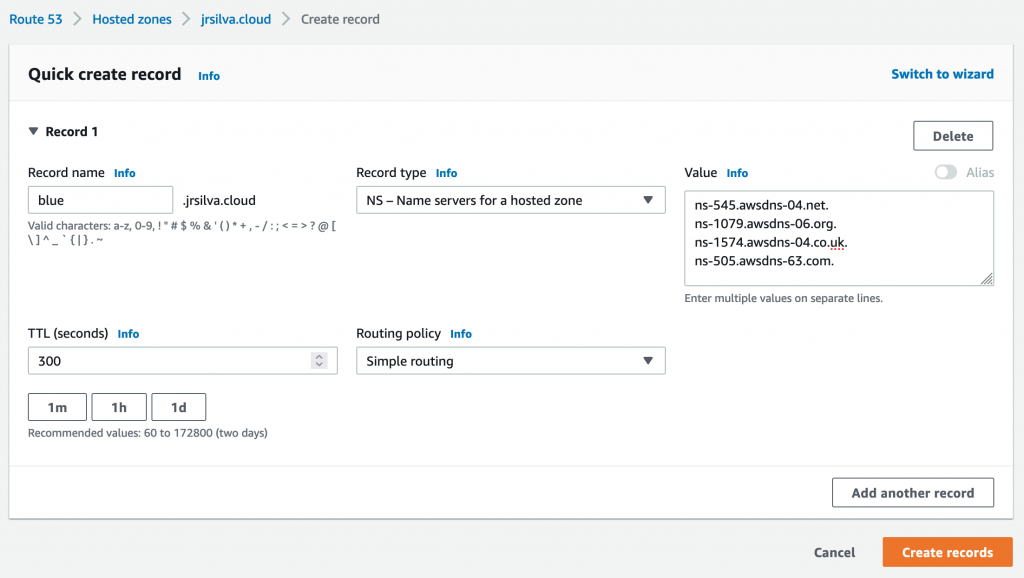 Route 53 > Hosted zones > jrsilva.cloud > Create record
Quick create record Info
Switch to wizard
▼ Record 1
Delete
Record name Info
blue .jrsilva.cloud
Valid characters: a-z, 0-9, ! " # $ % & ' ( ) * + , - / : ; < = > ? @ [
\ ] ^ _ ` { | } . ~
Record type Info
NS – Name servers for a hosted zone
Value Info
Alias
ns-545.awsdns-04.net.
ns-1079.awsdns-06.org.
ns-1574.awsdns-04.co.uk.
ns-505.awsdns-63.com.
Enter multiple values on separate lines.
TTL (seconds) Info
300
1m 1h 1d
Recommended values: 60 to 172800 (two days)
Routing policy Info
Simple routing
Add another record
Cancel
Create records